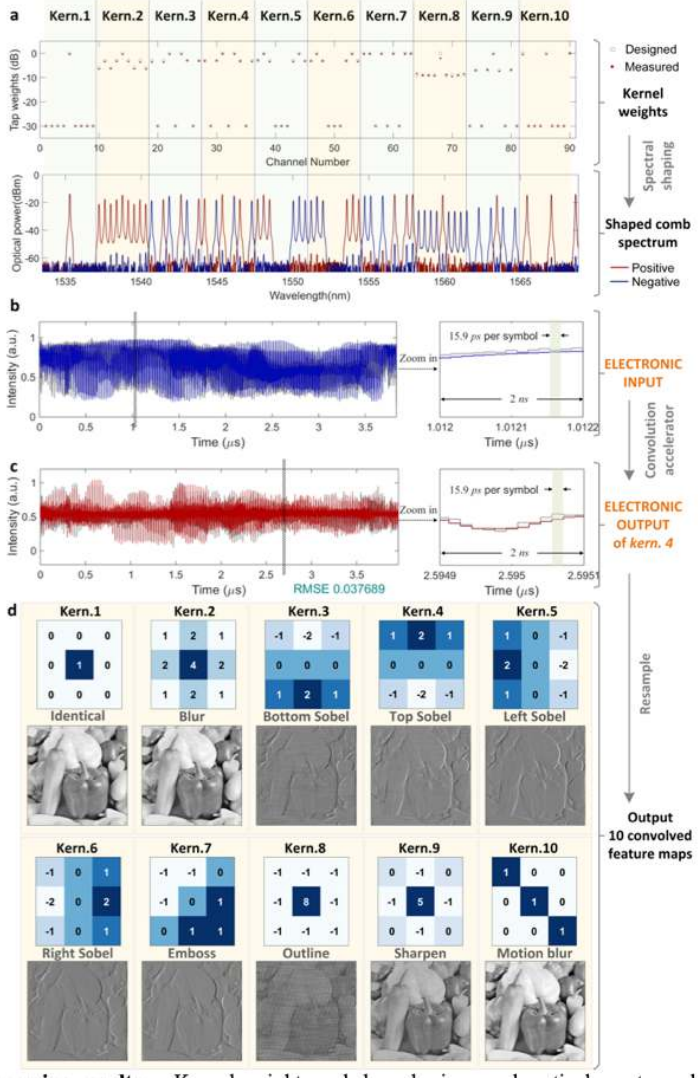 a Kern.1 Kern.2 Kern.3 Kern.4 Kern.5 Kern.6 Kern.7 Kern.8 Kern.9 Kern.10
Tap weights (dB)
0
-10
-20
-30
0 10 20 30 40 50 60 70 80 90
Channel Number
Designed
Measured
Kernel
weights
Spectral
shaping
Optical power(dBm)
0
-20
-40
-60
1535 1540 1545 1550 1555 1560 1565
Wavelength(nm)
Shaped comb
spectrum
Positive
Negative
b
Intensity (a.u.)
1
0.5
0
0 0.5 1 1.5 2 2.5 3 3.5
Time (μs)
Zoom in
15.9 ps per symbol
2 ns
1.012 1.0121 1.0122
Time (μs)
ELECTRONIC
INPUT
Convolution
accelerator
c
Intensity (a.u.)
1
0.5
0
0 0.5 1 1.5 2 2.5 3 3.5
Time (μs)
RMSE 0.037689
Zoom in
15.9 ps per symbol
2 ns
2.5949 2.595 2.5951
Time (μs)
ELECTRONIC
OUTPUT
of kern. 4
Resample
d Kern.1 Kern.2 Kern.3 Kern.4 Kern.5
0 0 0 1 2 1 -1 -2 -1 1 2 1 1 0 -1
0 1 0 2 4 2 0 0 0 0 0 0 2 0 -2
0 0 0 1 2 1 1 2 1 -1 -2 -1 1 0 -1
Identical Blur Bottom Sobel Top Sobel Left Sobel
Output
10 convolved
feature maps
Kern.6 Kern.7 Kern.8 Kern.9 Kern.10
-1 0 1 -1 -1 0 -1 -1 -1 0 -1 0 1 0 0
-2 0 2 -1 0 1 -1 8 -1 -1 5 -1 0 1 0
-1 0 1 0 1 1 -1 -1 -1 0 -1 0 0 0 1
Right Sobel Emboss Outline Sharpen Motion blur